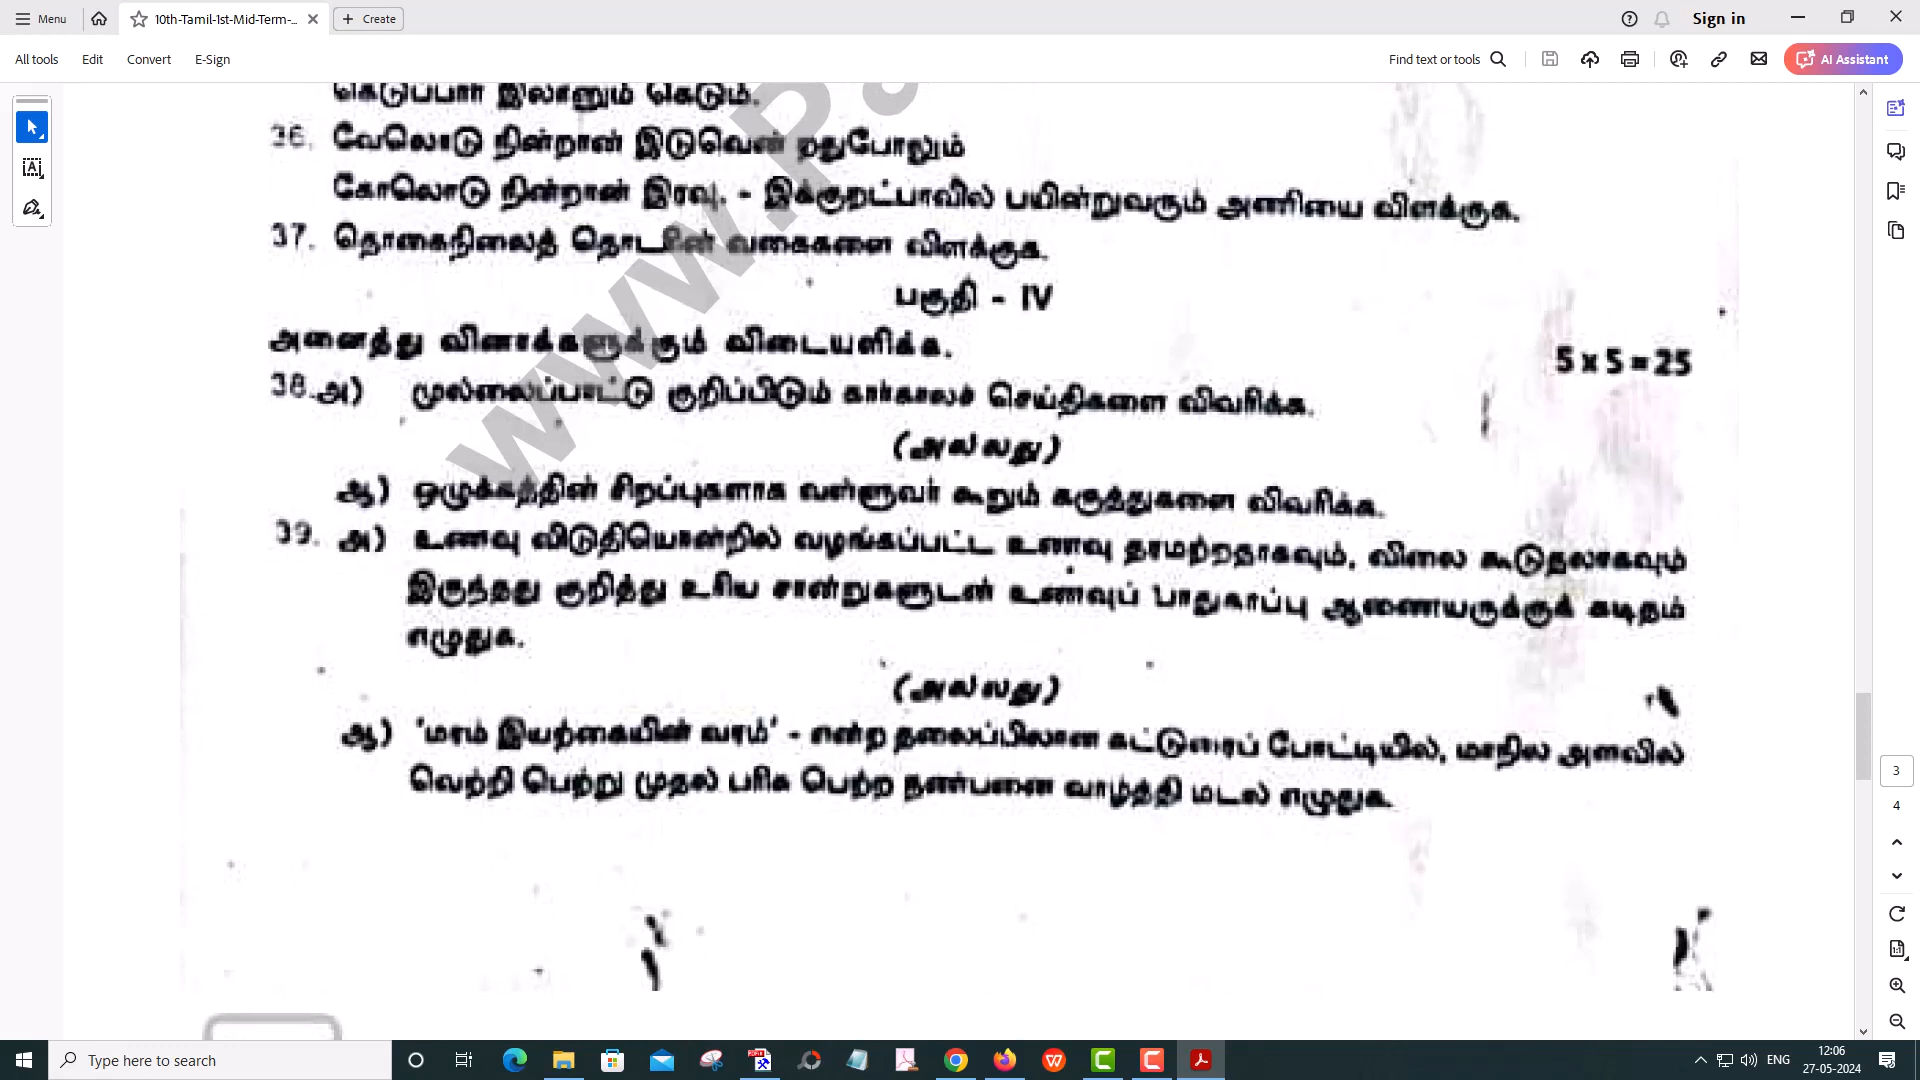 Menu
10th-Tamil-1st-Mid-Term-...
Create
Sign in
All tools
Edit
Convert
E-Sign
Find text or tools
AI Assistant
கெடுப்பார் இலானும் கெடும்.
36. வேலொடு நின்றான் இடுவென் றதுபோலும்
கோலொடு நின்றான் இரவு. - இக்குறட்பாவில் பயின்றுவரும் அணியை விளக்குக.
37. தொகைநிலைத் தொடரின் வகைகளை விளக்குக.
பகுதி - IV
அனைத்து வினாக்களுக்கும் விடையளிக்க.
5 x 5 = 25
38.அ) முல்லைப்பாட்டு குறிப்பிடும் கார்காலச் செய்திகளை விவரிக்க.
(அல்லது)
ஆ) ஒழுக்கத்தின் சிறப்புகளாக வள்ளுவர் கூறும் கருத்துகளை விவரிக்க.
39. அ) உணவு விடுதியொன்றில் வழங்கப்பட்ட உணவு தரமற்றதாகவும், விலை கூடுதலாகவும்
இருந்தது குறித்து உரிய சான்றுகளுடன் உணவுப் பாதுகாப்பு ஆணையருக்குக் கடிதம்
எழுதுக.
(அல்லது)
ஆ) 'மரம் இயற்கையின் வரம்' - என்ற தலைப்பிலான கட்டுரைப் போட்டியில், மாநில அளவில்
வெற்றி பெற்று முதல் பரிசு பெற்ற நண்பனை வாழ்த்தி மடல் எழுதுக.
www.Pa
3
4
Type here to search
ENG
12:06
27-05-2024